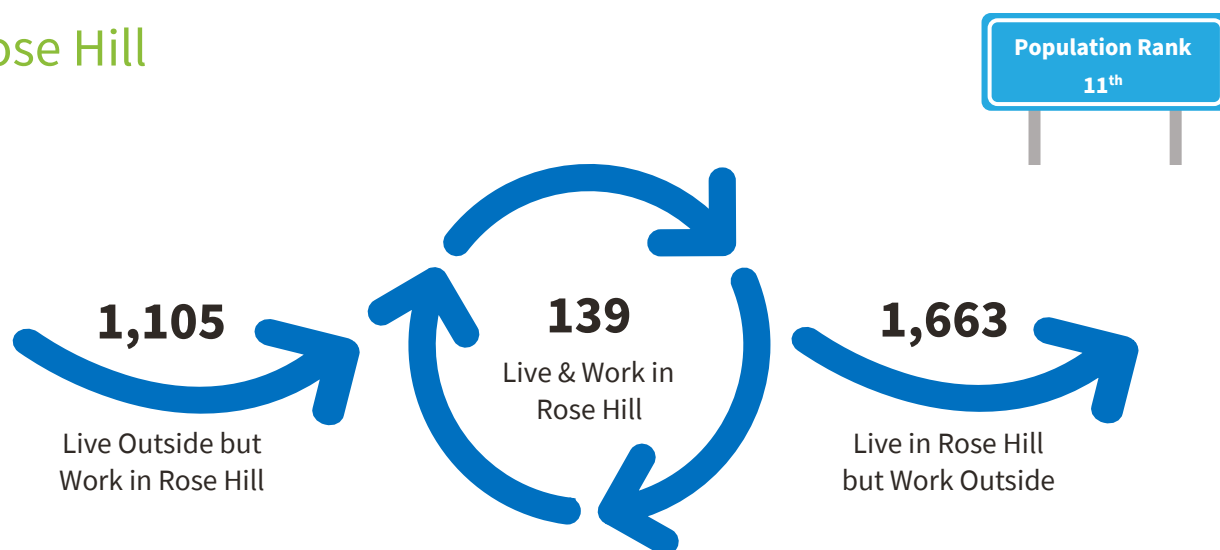 ose Hill
Population Rank
11th
1,105
Live Outside but
Work in Rose Hill
139
Live & Work in
Rose Hill
1,663
Live in Rose Hill
but Work Outside